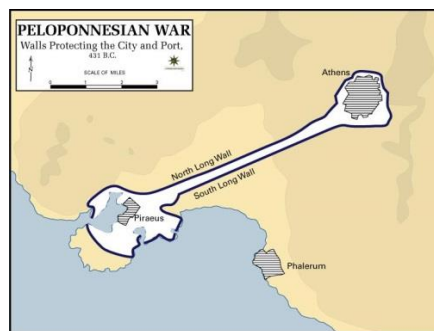 PELOPONNESIAN WAR
Walls Protecting the City and Port,
431 B.C.
SCALE OF MILES
Athens
North Long Wall
South Long Wall
Piraeus
Phalerum